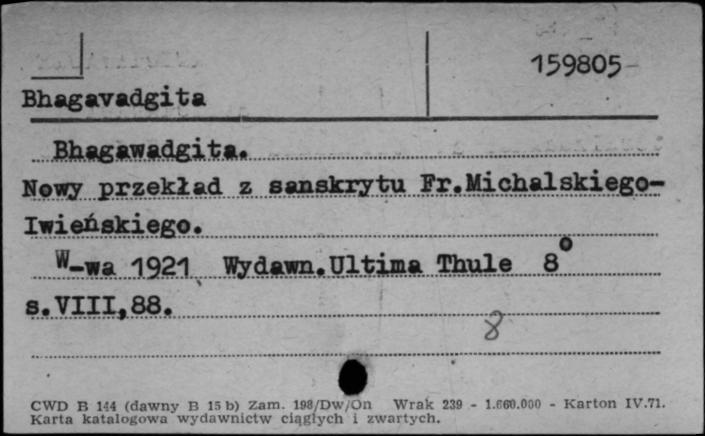 159805
Bhagavadgita
Bhagawadgita.
Nowy przekład z sanskrytu Fr.Michalskiego-
Iwieńskiego.
W-wa 1921 Wydawn.Ultima Thule 8°
s.VIII,88.
8
CWD B 144 (dawny B 15 b) Zam. 198/Dw/On Wrak 239 - 1.660.000 - Karton IV.71.
Karta katalogowa wydawnictw ciągłych i zwartych.